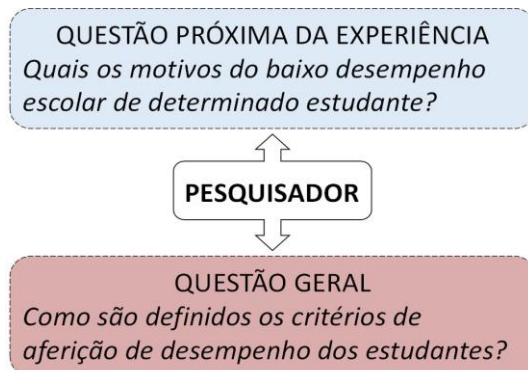 QUESTÃO PRÓXIMA DA EXPERIÊNCIA
Quais os motivos do baixo desempenho
escolar de determinado estudante?
PESQUISADOR
QUESTÃO GERAL
Como são definidos os critérios de
aferição de desempenho dos estudantes?